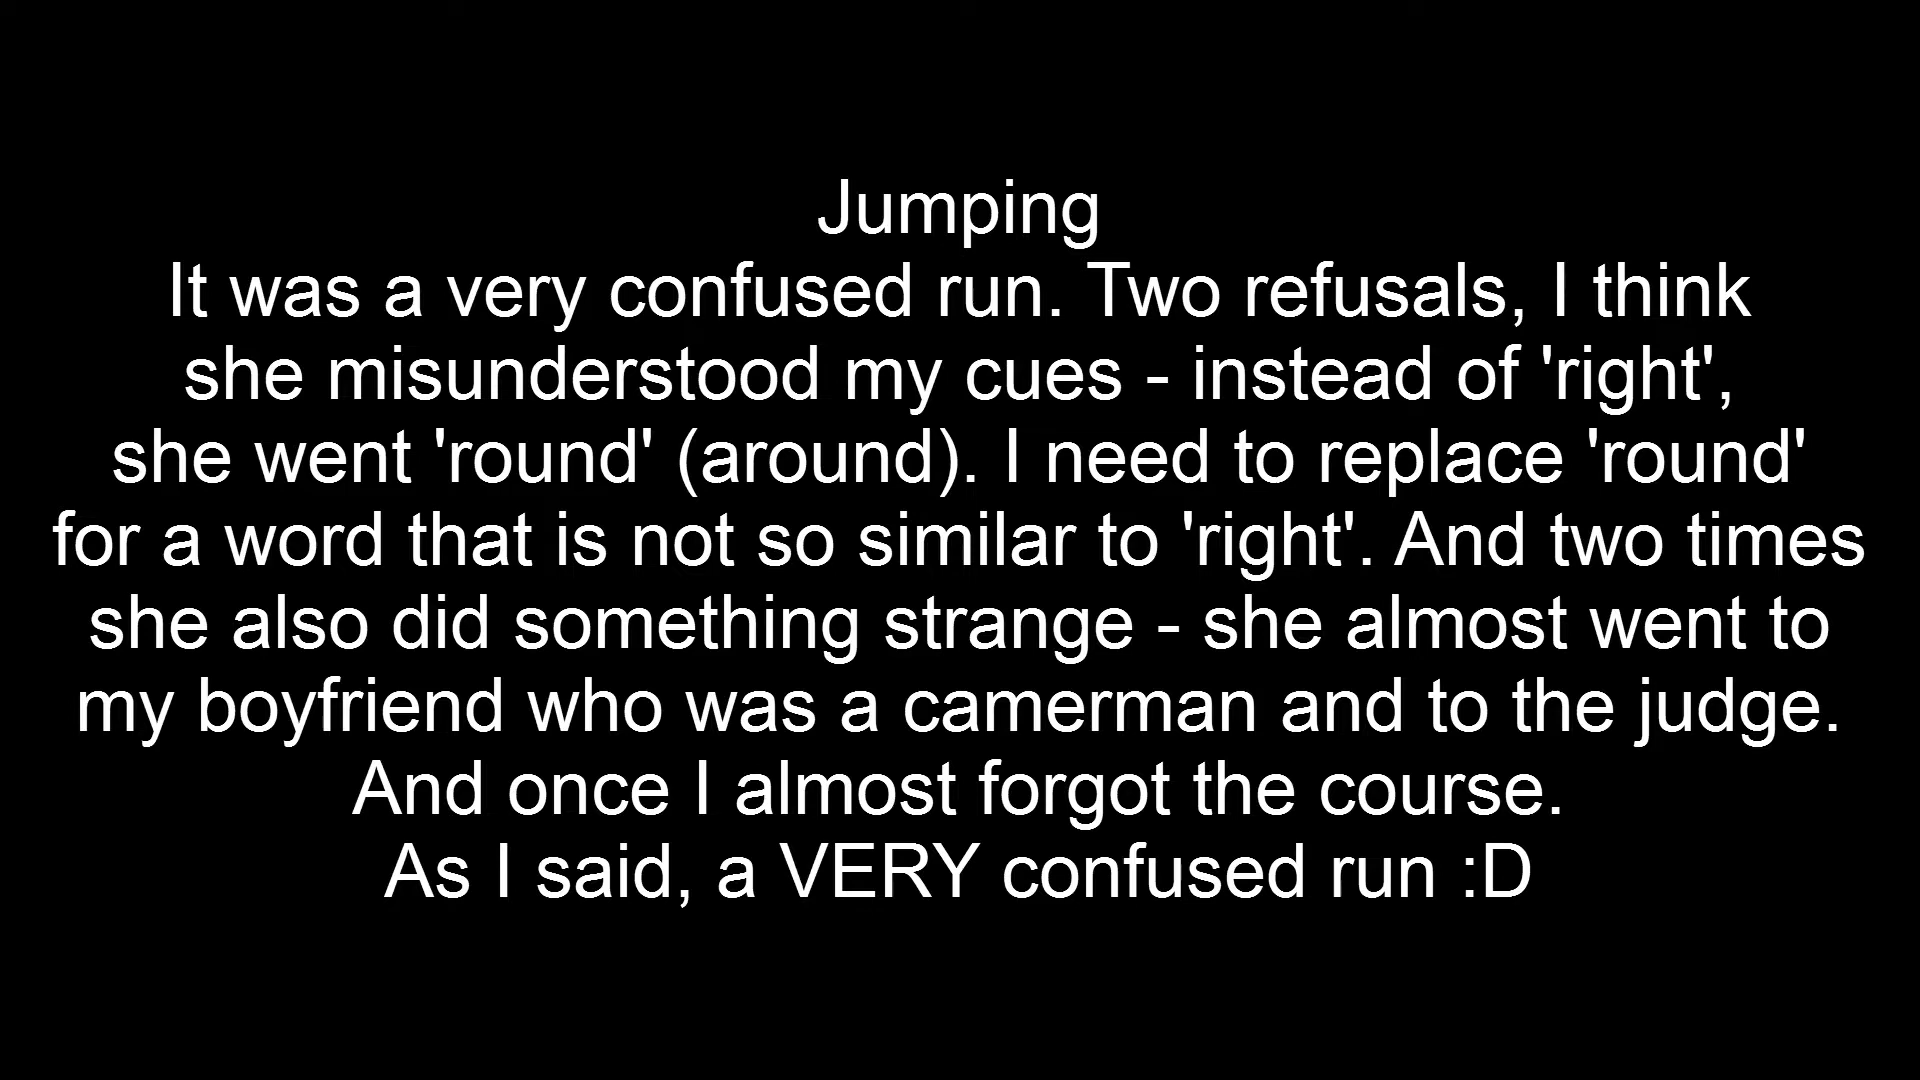 Jumping
It was a very confused run. Two refusals, I think
she misunderstood my cues - instead of 'right',
she went 'round' (around). I need to replace 'round'
for a word that is not so similar to 'right'. And two times
she also did something strange - she almost went to
my boyfriend who was a camerman and to the judge.
And once I almost forgot the course.
As I said, a VERY confused run :D